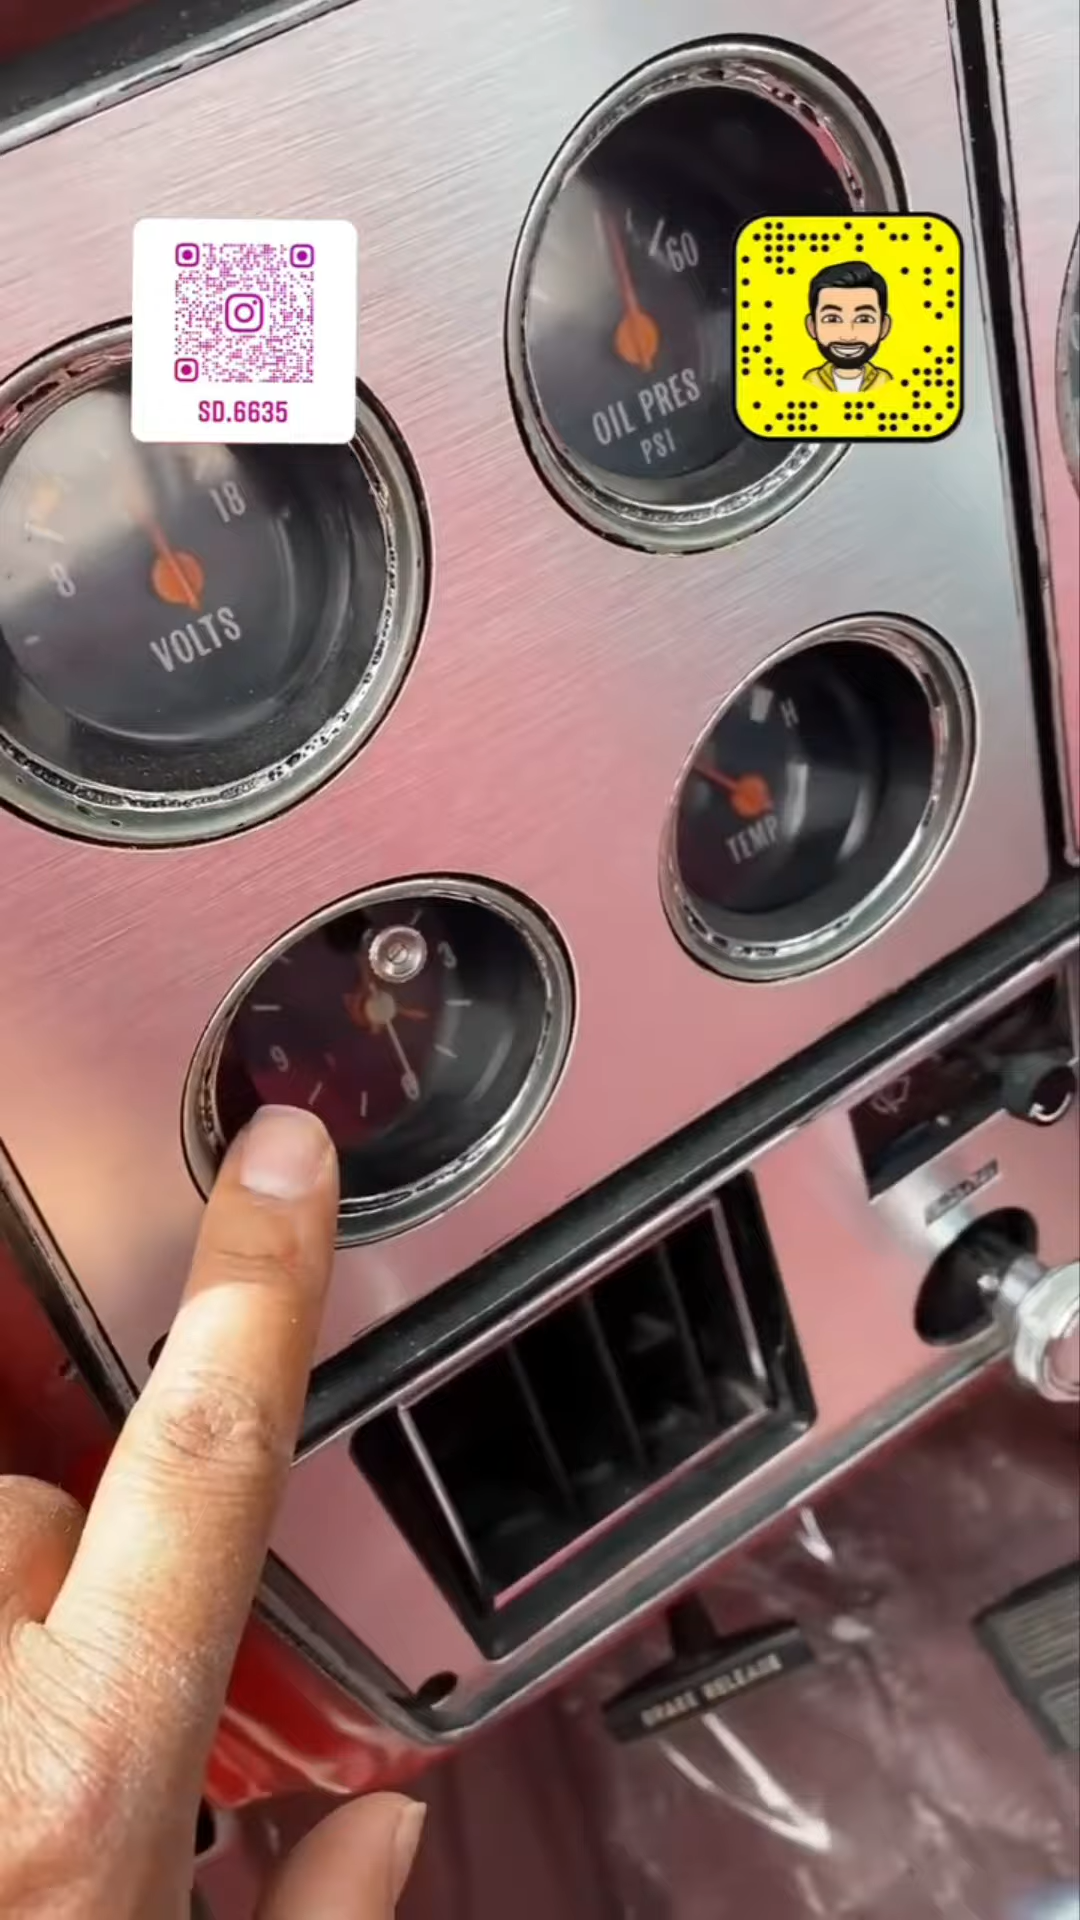 SD.6635
60
OIL PRES
PSI
18
8
VOLTS
H
TEMP
3
9
6
BRAKE RELEASE